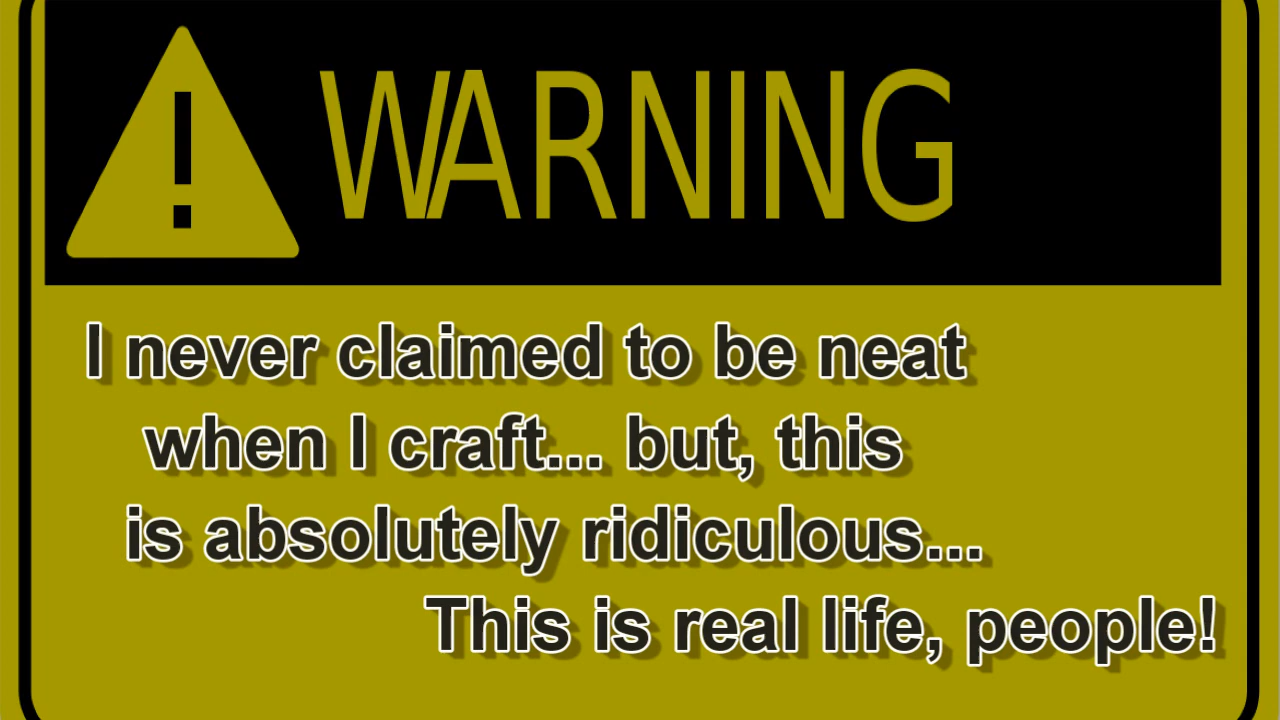 WARNING
I never claimed to be neat
when I craft... but, this
is absolutely ridiculous...
This is real life, people!